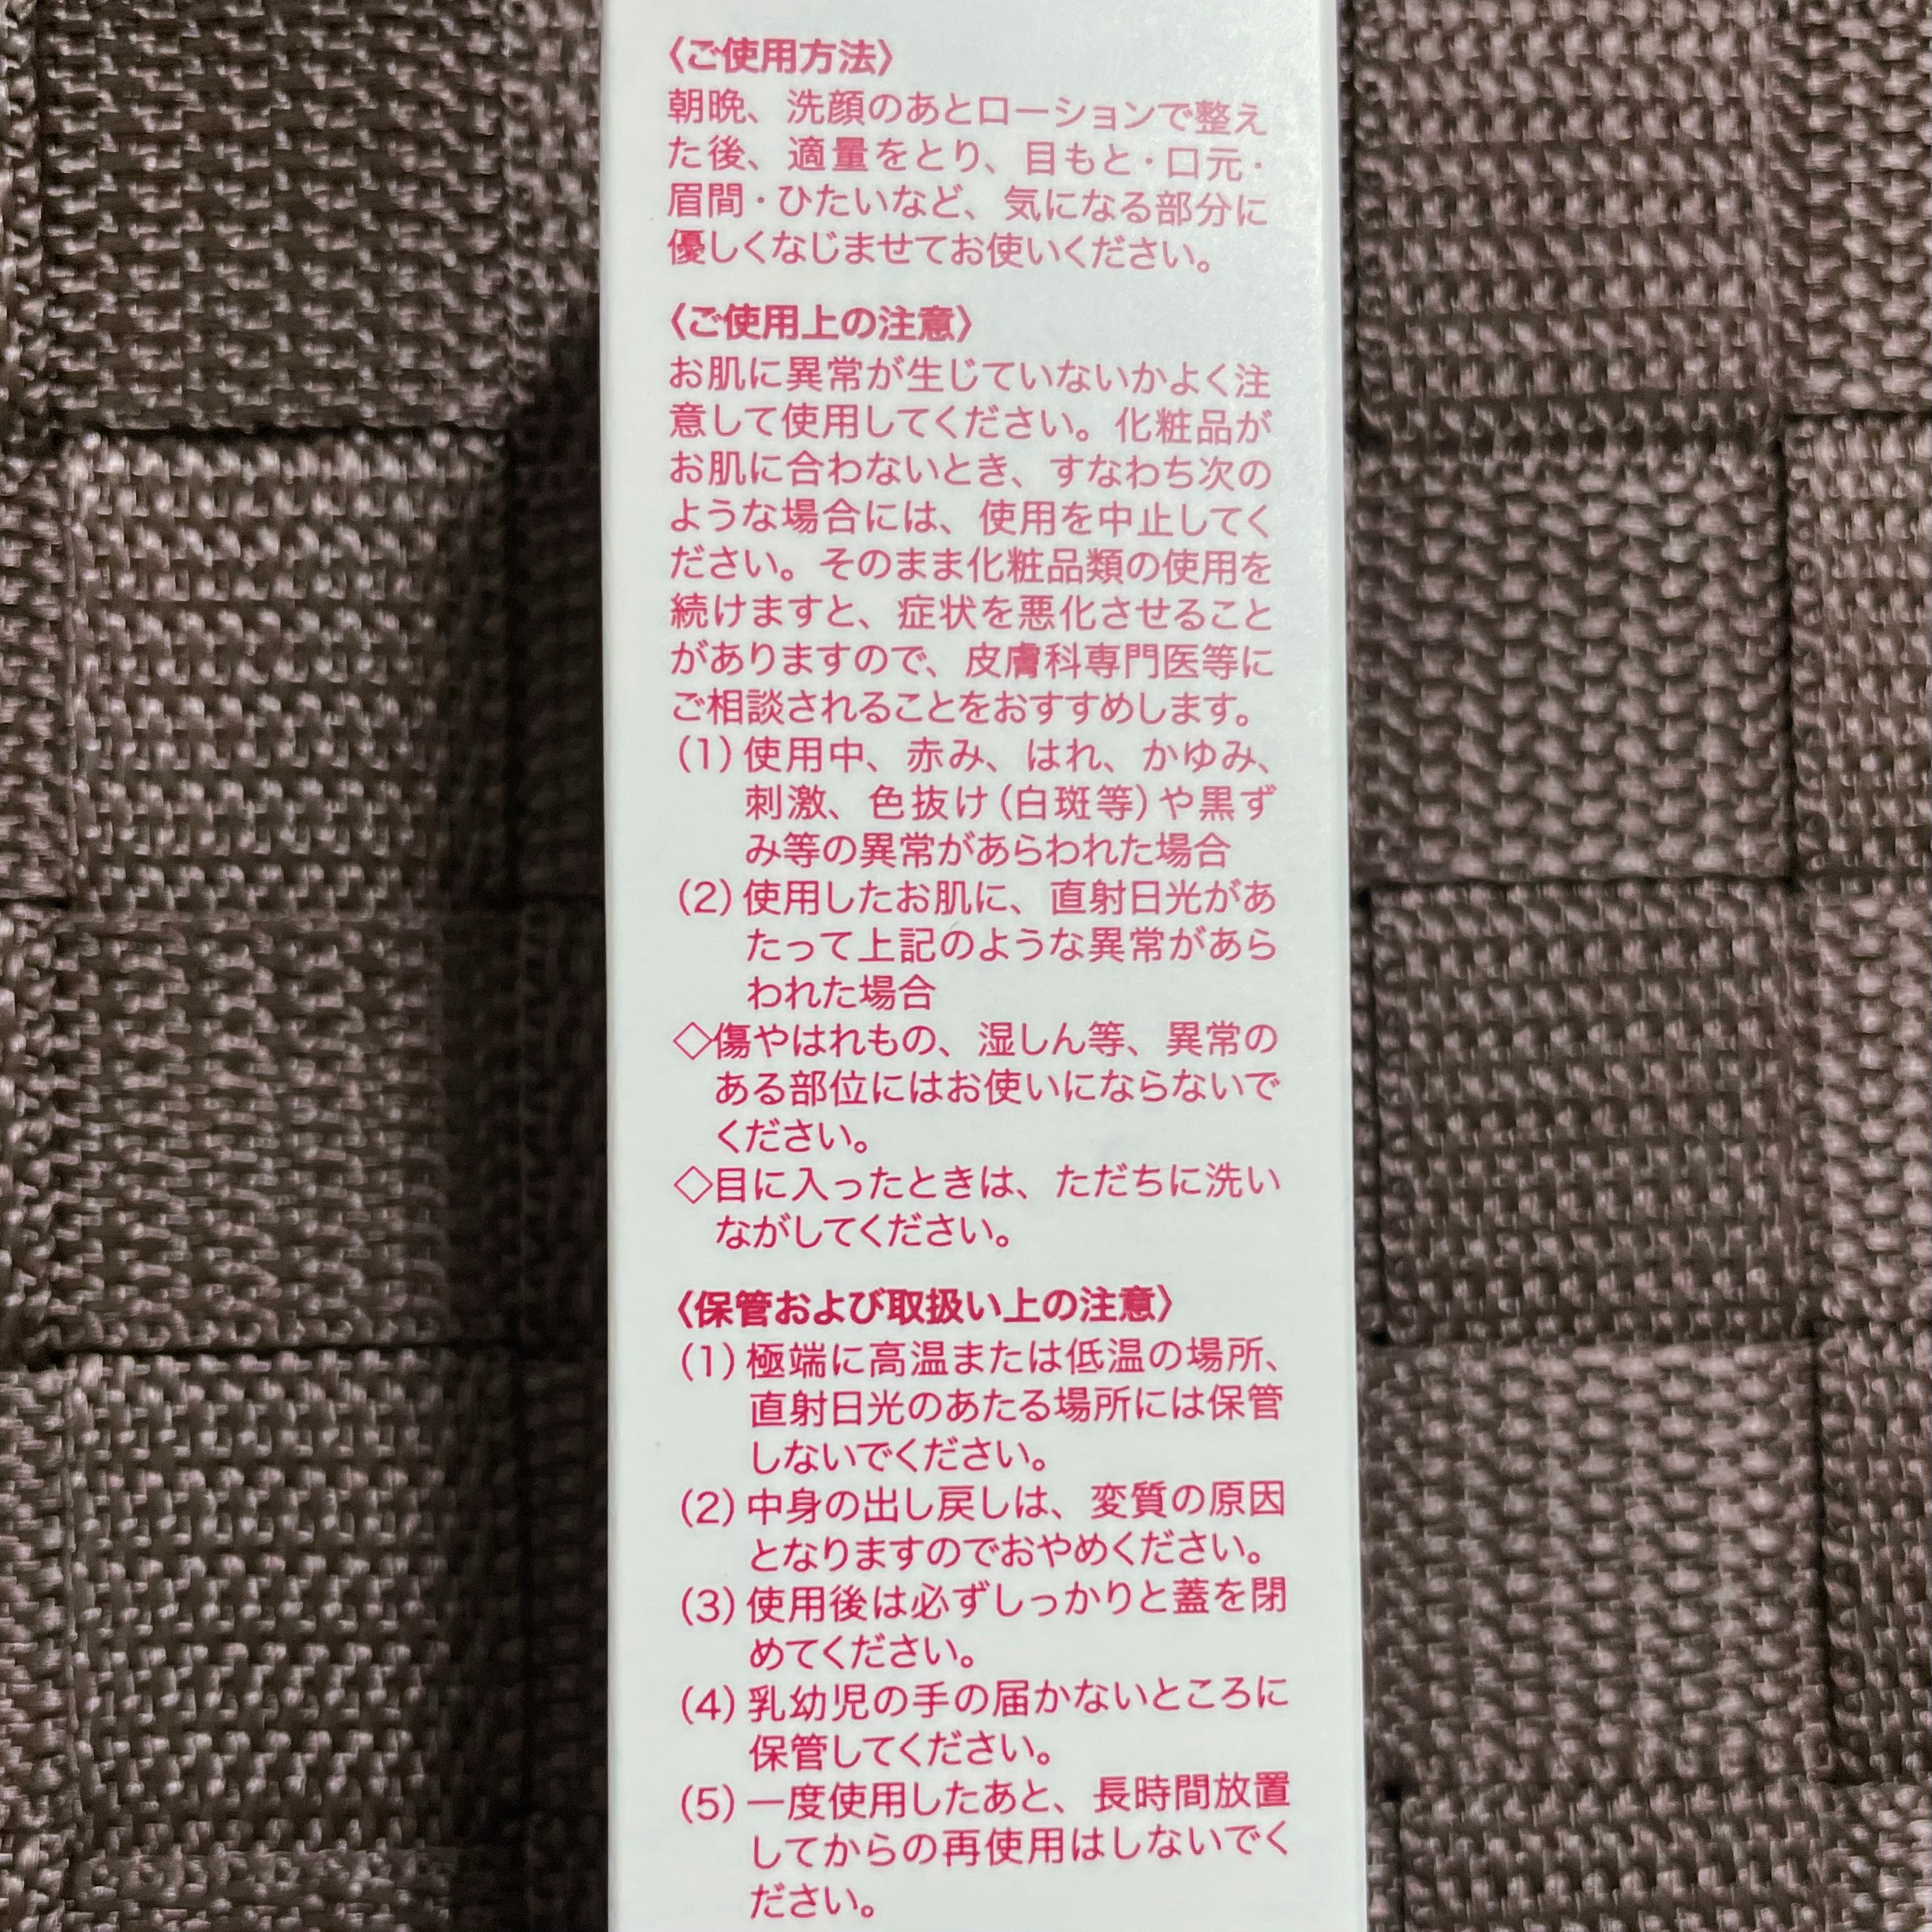 〈ご使用方法〉
朝晩、洗顔のあとローションで整え
た後、適量をとり、目もと・口元・
眉間・ひたいなど、気になる部分に
優しくなじませてお使いください。
〈ご使用上の注意〉
お肌に異常が生じていないかよく注
意して使用してください。化粧品が
お肌に合わないとき、すなわち次の
ような場合には、使用を中止してく
ださい。そのまま化粧品類の使用を
続けますと、症状を悪化させること
がありますので、皮膚科専門医等に
ご相談されることをおすすめします。
(1)使用中、赤み、はれ、かゆみ、
刺激、色抜け(白斑等)や黒ず
み等の異常があらわれた場合
(2)使用したお肌に、直射日光があ
たって上記のような異常があら
われた場合
◇傷やはれもの、湿しん等、異常の
ある部位にはお使いにならないで
ください。
◇目に入ったときは、ただちに洗い
ながしてください。
〈保管および取扱い上の注意〉
(1)極端に高温または低温の場所、
直射日光のあたる場所には保管
しないでください。
(2)中身の出し戻しは、変質の原因
となりますのでおやめください。
(3)使用後は必ずしっかりと蓋を閉
めてください。
(4)乳幼児の手の届かないところに
保管してください。
(5)一度使用したあと、長時間放置
してからの再使用はしないでく
ださい。